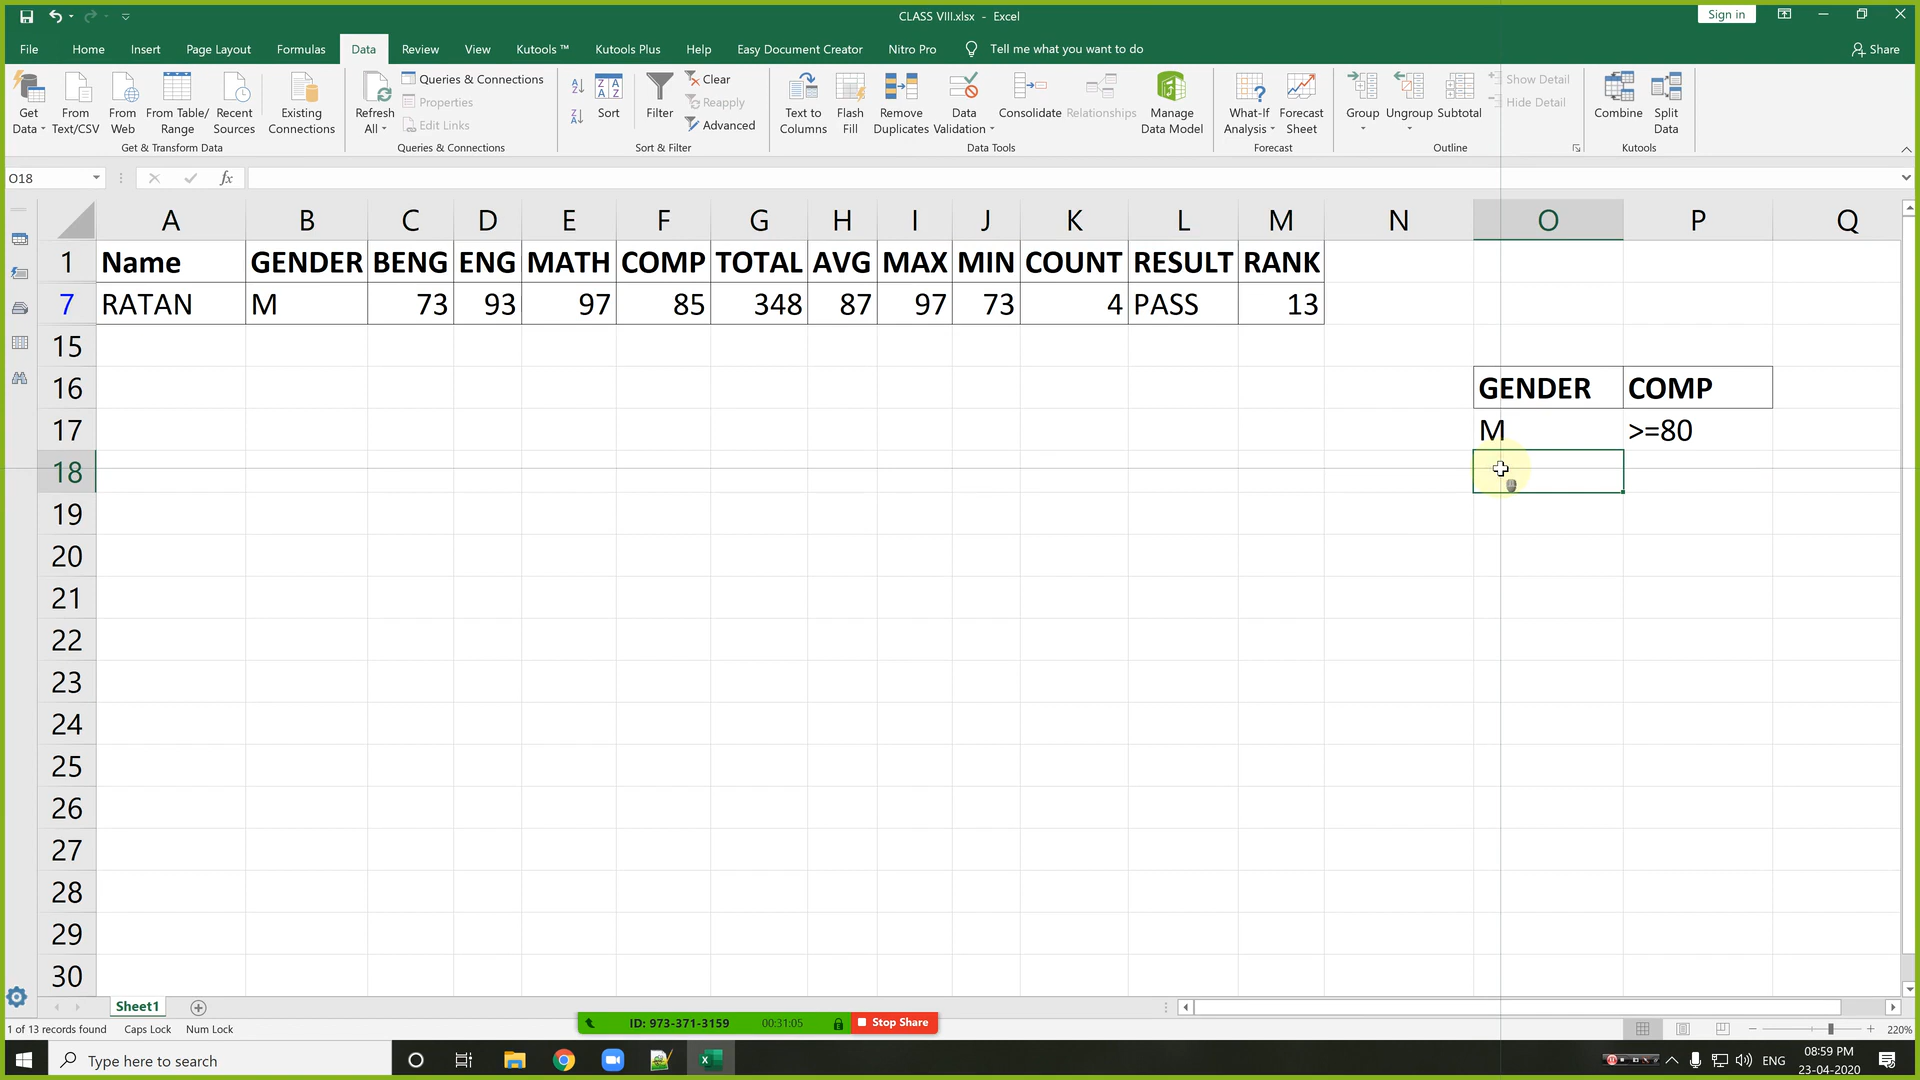 CLASS VIII.xlsx - Excel
Sign in
File Home Insert Page Layout Formulas Data Review View Kutools ™ Kutools Plus Help Easy Document Creator Nitro Pro Tell me what you want to do Share
Get Data
From Text/CSV
From Web
From Table/ Range
Recent Sources
Existing Connections
Get & Transform Data
Refresh All
Queries & Connections
Properties
Edit Links
Queries & Connections
Sort
Filter
Clear
Reapply
Advanced
Sort & Filter
Text to Columns
Flash Fill
Remove Duplicates
Data Validation
Consolidate
Relationships
Manage Data Model
Data Tools
What-If Analysis
Forecast Sheet
Forecast
Group
Ungroup
Subtotal
Show Detail
Hide Detail
Outline
Combine
Split Data
Kutools
O18 fx
A B C D E F G H I J K L M N O P Q
1 Name GENDER BENG ENG MATH COMP TOTAL AVG MAX MIN COUNT RESULT RANK
7 RATAN M 73 93 97 85 348 87 97 73 4 PASS 13
15
16 GENDER COMP
17 M >=80
18
19
20
21
22
23
24
25
26
27
28
29
30
Sheet1
1 of 13 records found Caps Lock Num Lock
ID: 973-371-3159 00:31:05 Stop Share
220%
Type here to search
ENG
08:59 PM
23-04-2020